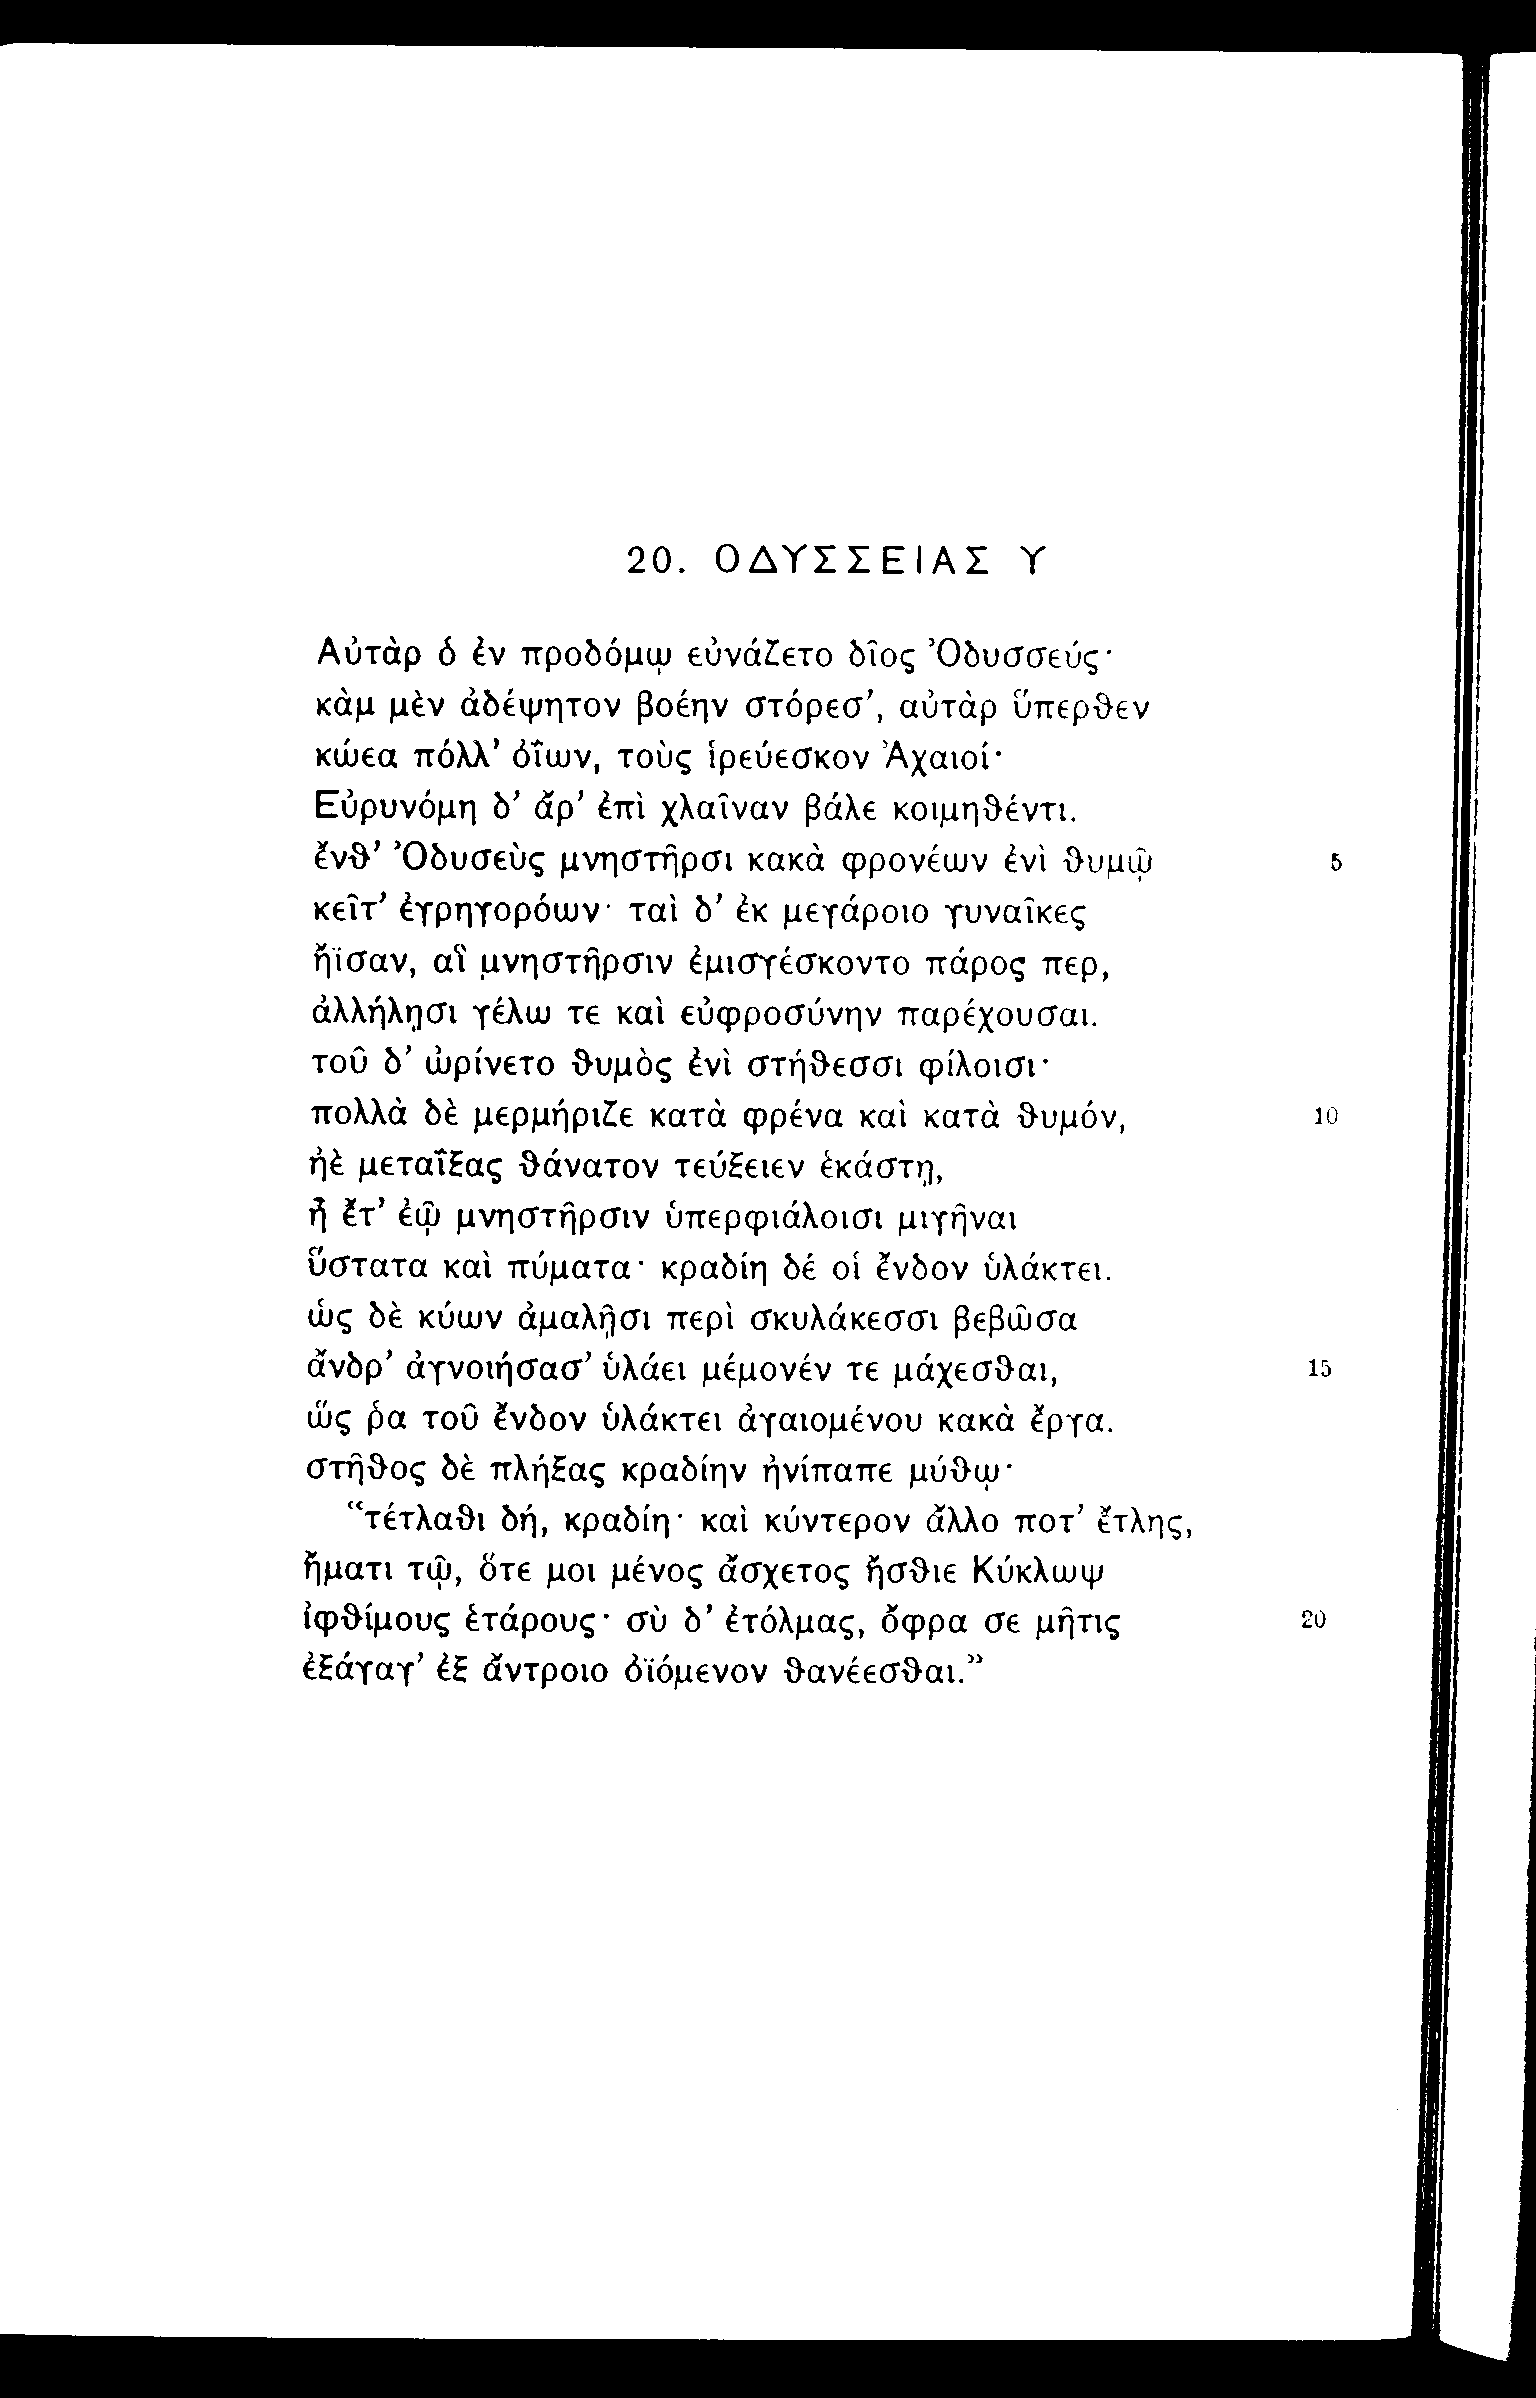 20. ΟΔΥΣΣΕΙΑΣ Υ
Αὐτὰρ ὁ ἐν προδόμῳ εὐνάζετο δῖος Ὀδυσσεύς·
κὰμ μὲν ἀδέψητον βοέην στόρεσ’, αὐτὰρ ὕπερθεν
κώεα πόλλ’ ὀΐων, τοὺς ἱρεύεσκον Ἀχαιοί·
Εὐρυνόμη δ’ ἄρ’ ἐπὶ χλαῖναν βάλε κοιμηθέντι.
ἔνθ’ Ὀδυσεὺς μνηστῆρσι κακὰ φρονέων ἐνὶ θυμῷ 5
κεῖτ’ ἐγρηγορόων· ταὶ δ’ ἐκ μεγάροιο γυναῖκες
ἤϊσαν, αἳ μνηστῆρσιν ἐμισγέσκοντο πάρος περ,
ἀλλήλῃσι γέλω τε καὶ εὐφροσύνην παρέχουσαι.
τοῦ δ’ ὠρίνετο θυμὸς ἐνὶ στήθεσσι φίλοισι·
πολλὰ δὲ μερμήριζε κατὰ φρένα καὶ κατὰ θυμόν, 10
ἠὲ μεταΐξας θάνατον τεύξειεν ἑκάστῃ,
ἦ ἔτ’ ἐῷ μνηστῆρσιν ὑπερφιάλοισι μιγῆναι
ὕστατα καὶ πύματα· κραδίη δέ οἱ ἔνδον ὑλάκτει.
ὡς δὲ κύων ἀμαλῇσι περὶ σκυλάκεσσι βεβῶσα
ἄνδρ’ ἀγνοιήσασ’ ὑλάει μέμονέν τε μάχεσθαι, 15
ὥς ῥα τοῦ ἔνδον ὑλάκτει ἀγαιομένου κακὰ ἔργα.
στῆθος δὲ πλήξας κραδίην ἠνίπαπε μύθῳ·
“τέτλαθι δή, κραδίη· καὶ κύντερον ἄλλο ποτ’ ἔτλης,
ἤματι τῷ, ὅτε μοι μένος ἄσχετος ἤσθιε Κύκλωψ
ἰφθίμους ἑτάρους· σὺ δ’ ἐτόλμας, ὄφρα σε μῆτις 20
ἐξάγαγ’ ἐξ ἄντροιο ὀϊόμενον θανέεσθαι.”